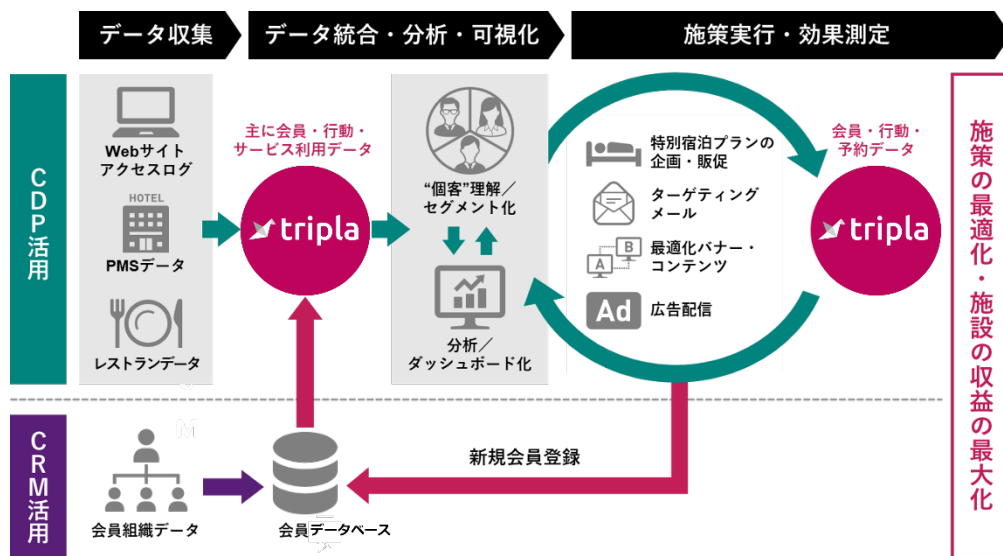 データ収集
データ統合・分析・可視化
施策実行・効果測定
CDP活用
Webサイト
アクセスログ
HOTEL
PMSデータ
レストランデータ
主に会員・行動・
サービス利用データ
tripla
“個客”理解／
セグメント化
分析／
ダッシュボード化
特別宿泊プランの
企画・販促
ターゲティング
メール
A
B
最適化バナー・
コンテンツ
Ad
広告配信
会員・行動・
予約データ
tripla
施策の最適化・施設の収益の最大化
CRM活用
M
会員組織データ
会員データベース
新規会員登録